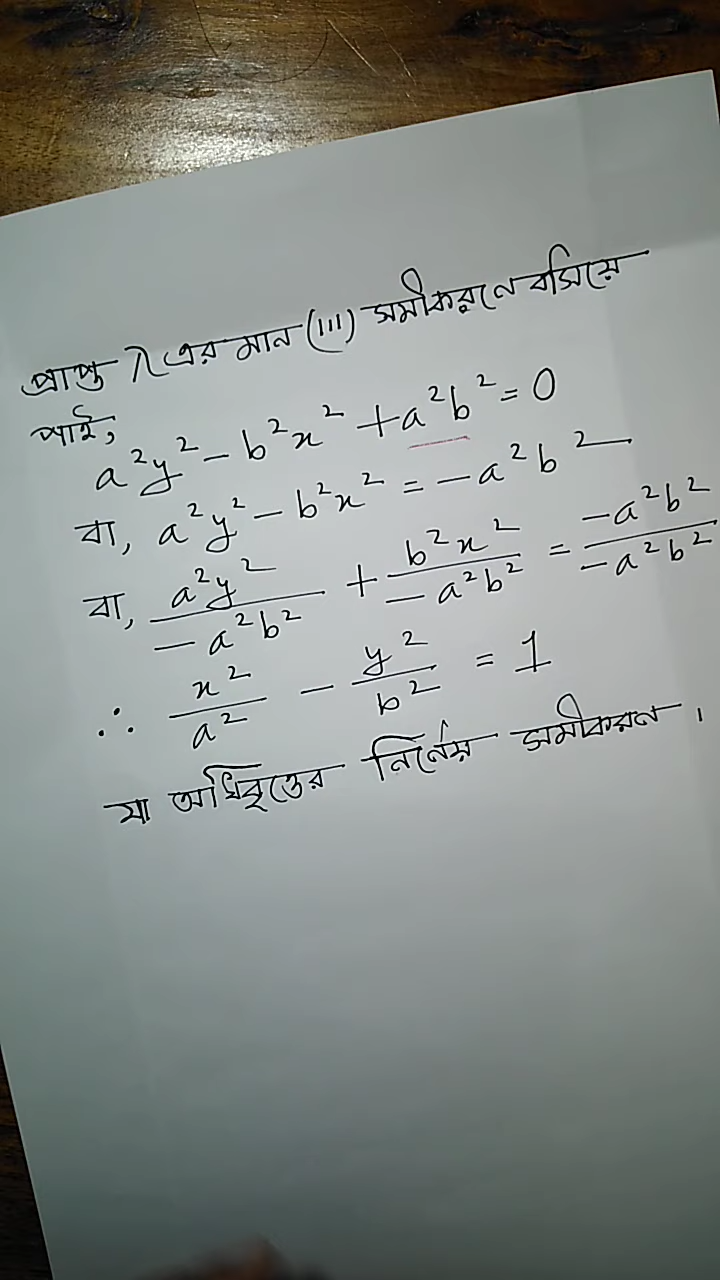 প্রাপ্ত λ এর মান (III) সমীকরণে বসিয়ে
পাই,
a²y² − b²x² + a²b² = 0
বা, a²y² − b²x² = −a²b²
বা, a²y²/−a²b² + b²x²/−a²b² = −a²b²/−a²b²
∴ x²/a² − y²/b² = 1
যা অধিবৃত্তের নির্নেয় সমীকরণ।